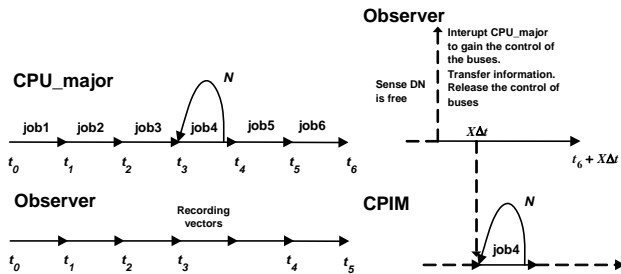 Observer
Interupt CPU_major
to gain the control of
the buses.
Transfer information.
Release the control of
buses
Sense DN
is free
CPU_major
N
job1 job2 job3 job4 job5 job6
t0 t1 t2 t3 t4 t5 t6
XΔt
t6 + XΔt
Observer
Recording
vectors
t0 t1 t2 t3 t4 t5
CPIM
N
job4